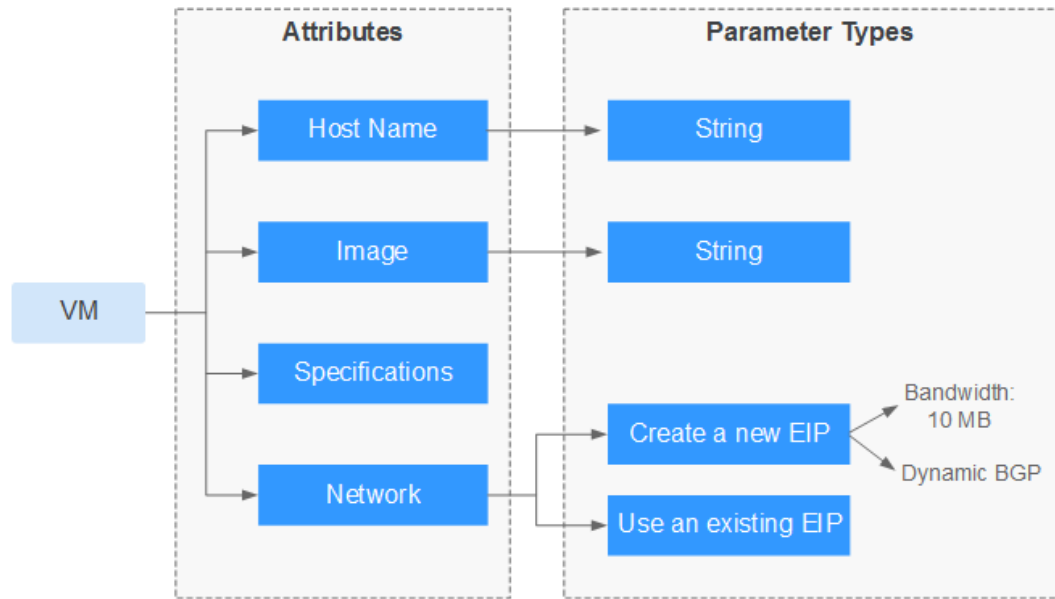 Attributes
Parameter Types
Host Name
String
Image
String
VM
Specifications
Bandwidth:
10 MB
Create a new EIP
Dynamic BGP
Network
Use an existing EIP